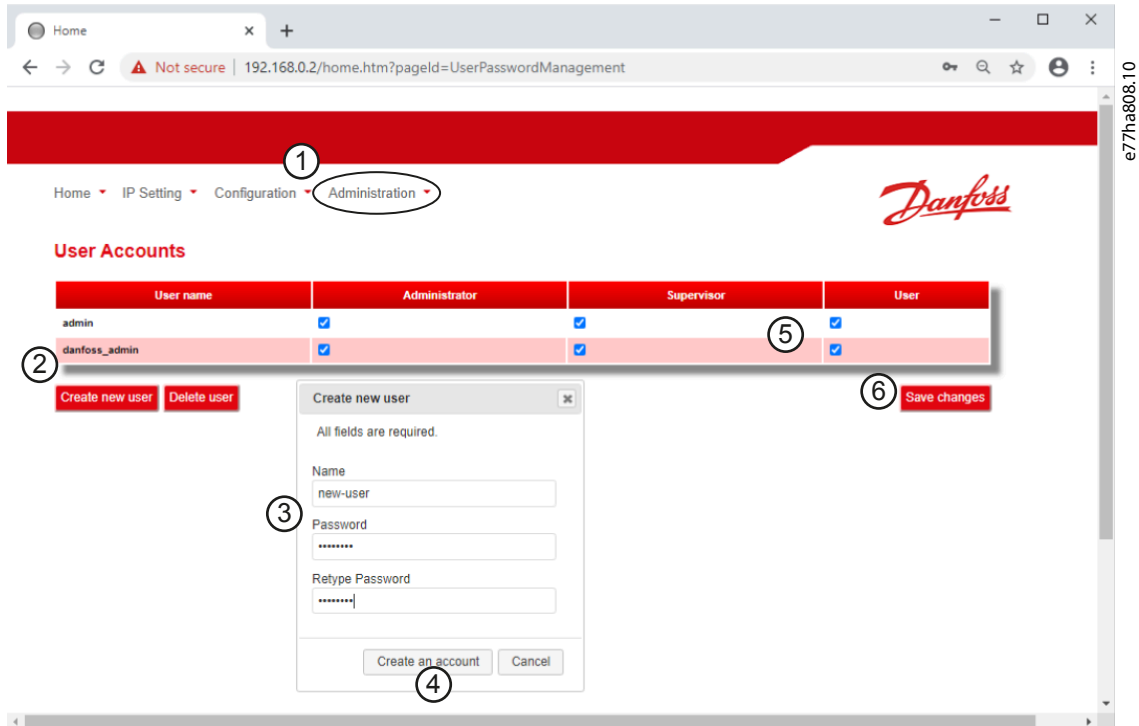 Home
Not secure | 192.168.0.2/home.htm?pageId=UserPasswordManagement
e77ha808.10
1
Home IP Setting Configuration Administration
Danfoss
User Accounts
User name Administrator Supervisor User
admin
5
danfoss_admin
2
Create new user Delete user
6 Save changes
Create new user
All fields are required.
Name
new-user
3
Password
••••••••
Retype Password
••••••••
Create an account Cancel
4